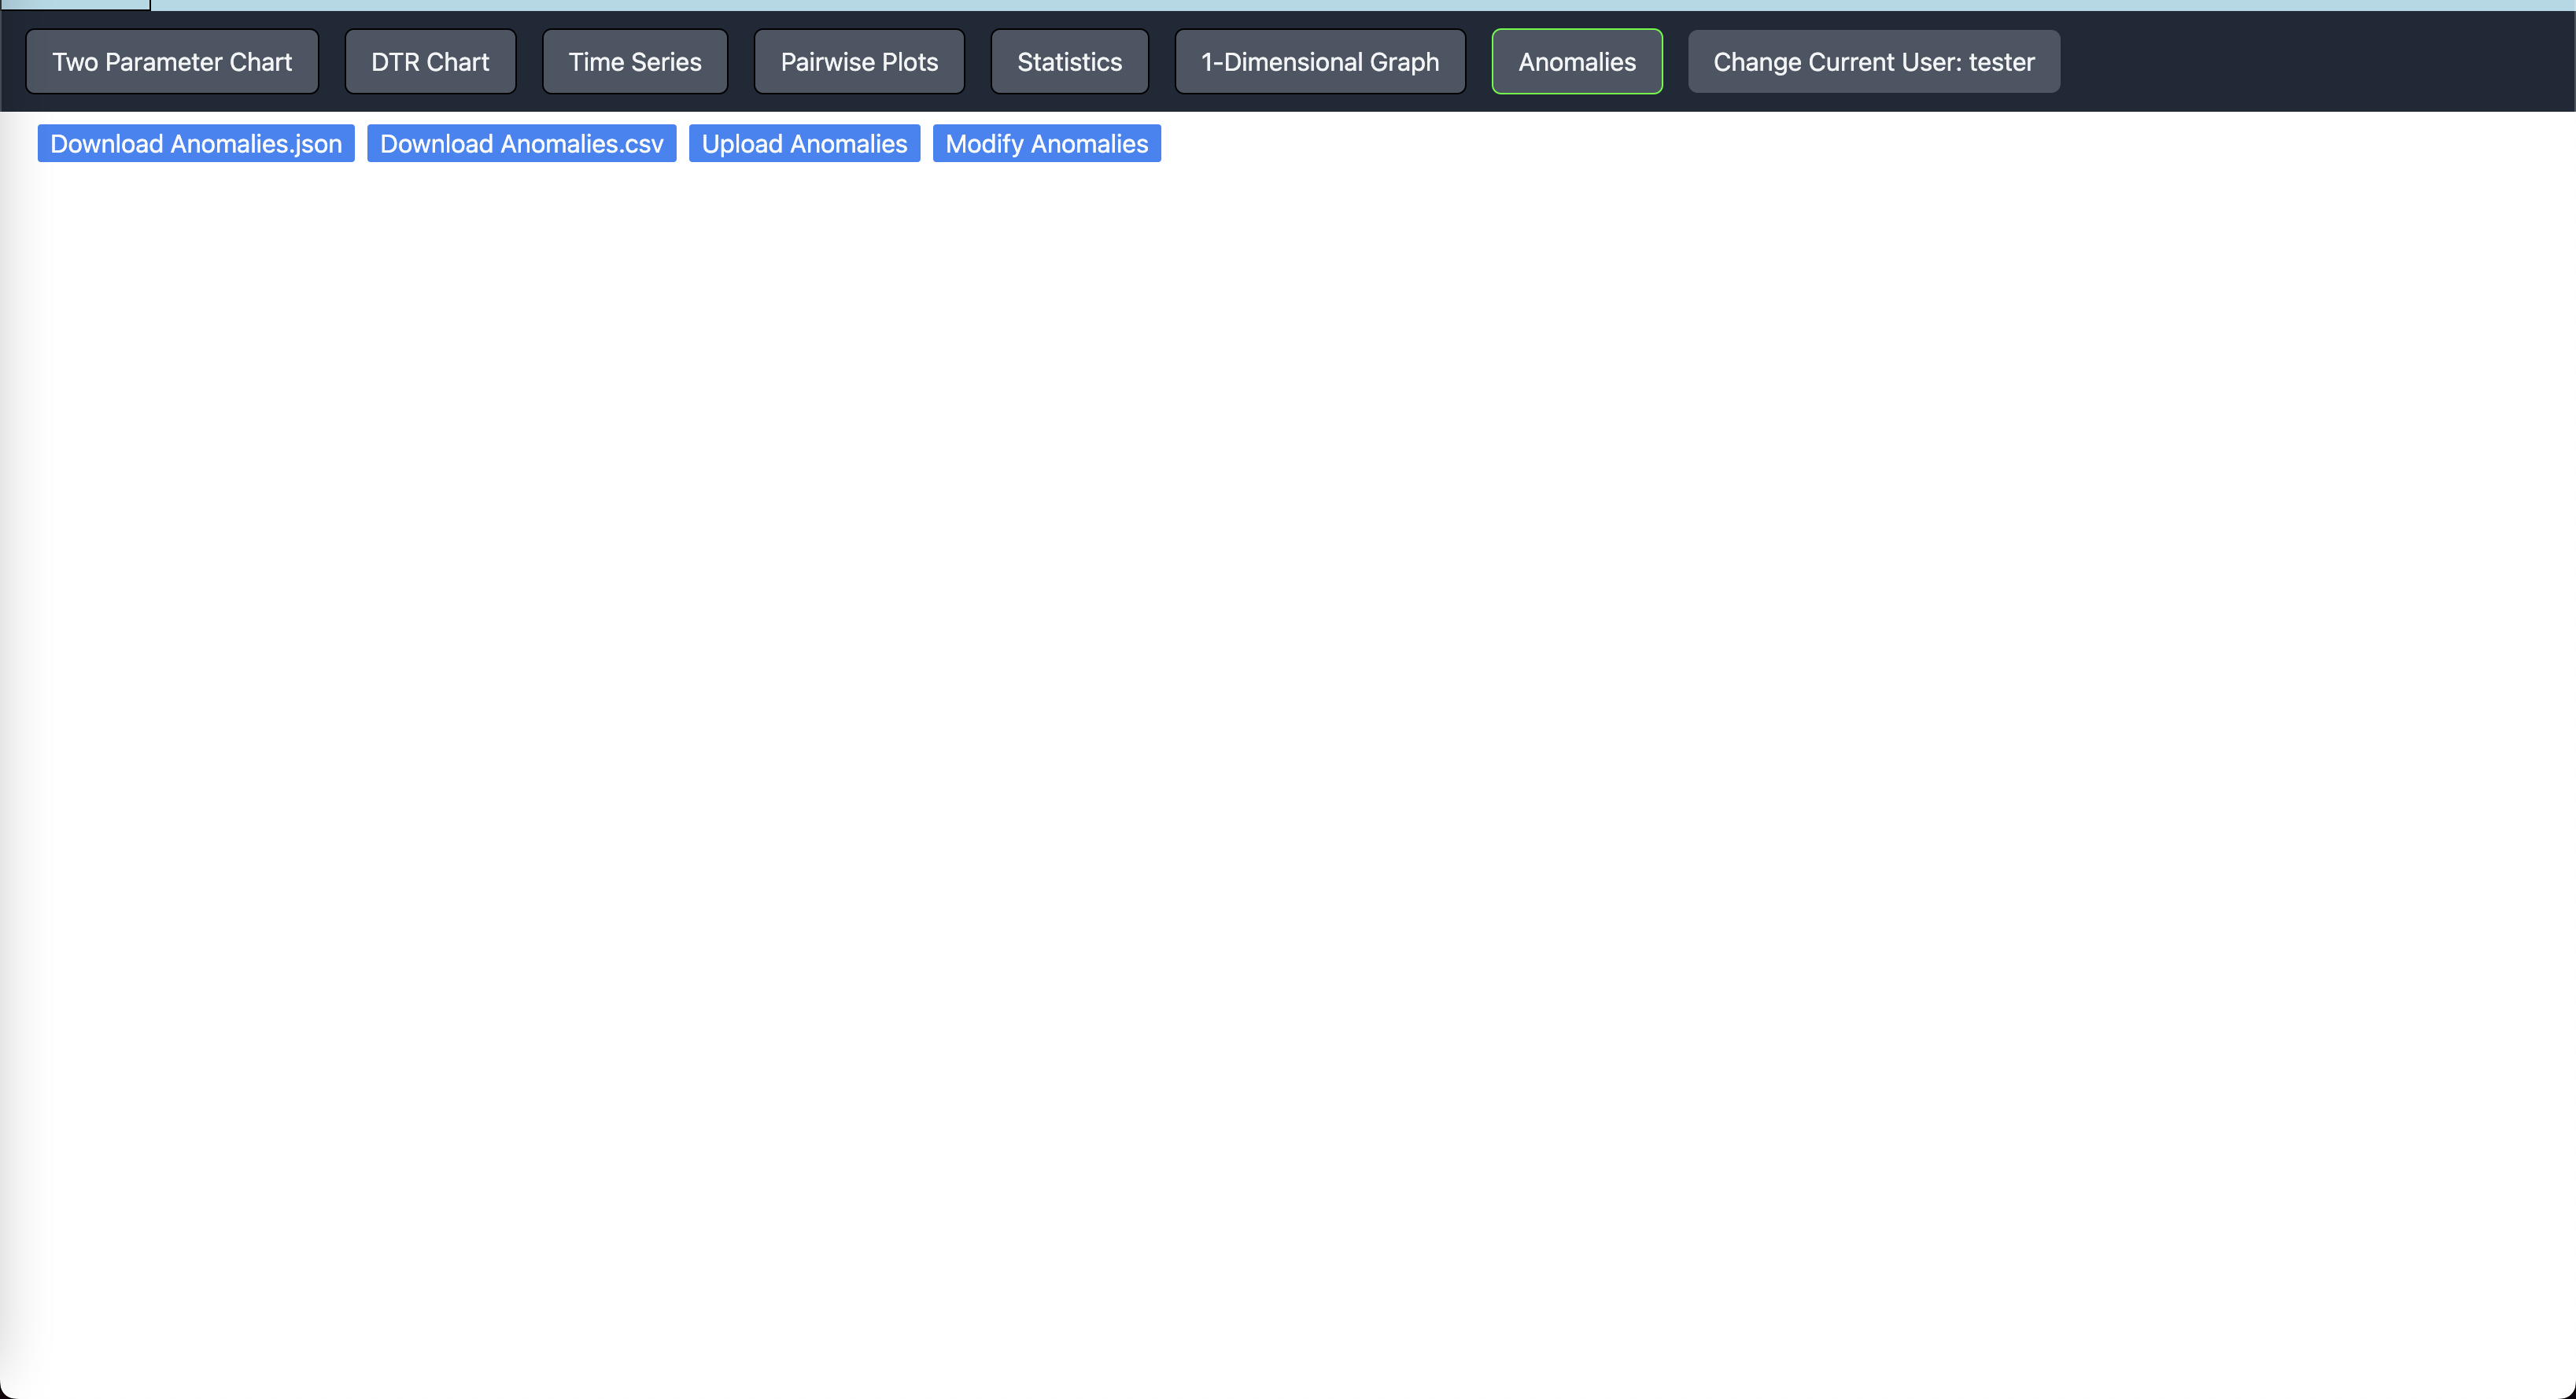 Two Parameter Chart DTR Chart Time Series Pairwise Plots Statistics 1-Dimensional Graph Anomalies Change Current User: tester
Download Anomalies.json Download Anomalies.csv Upload Anomalies Modify Anomalies